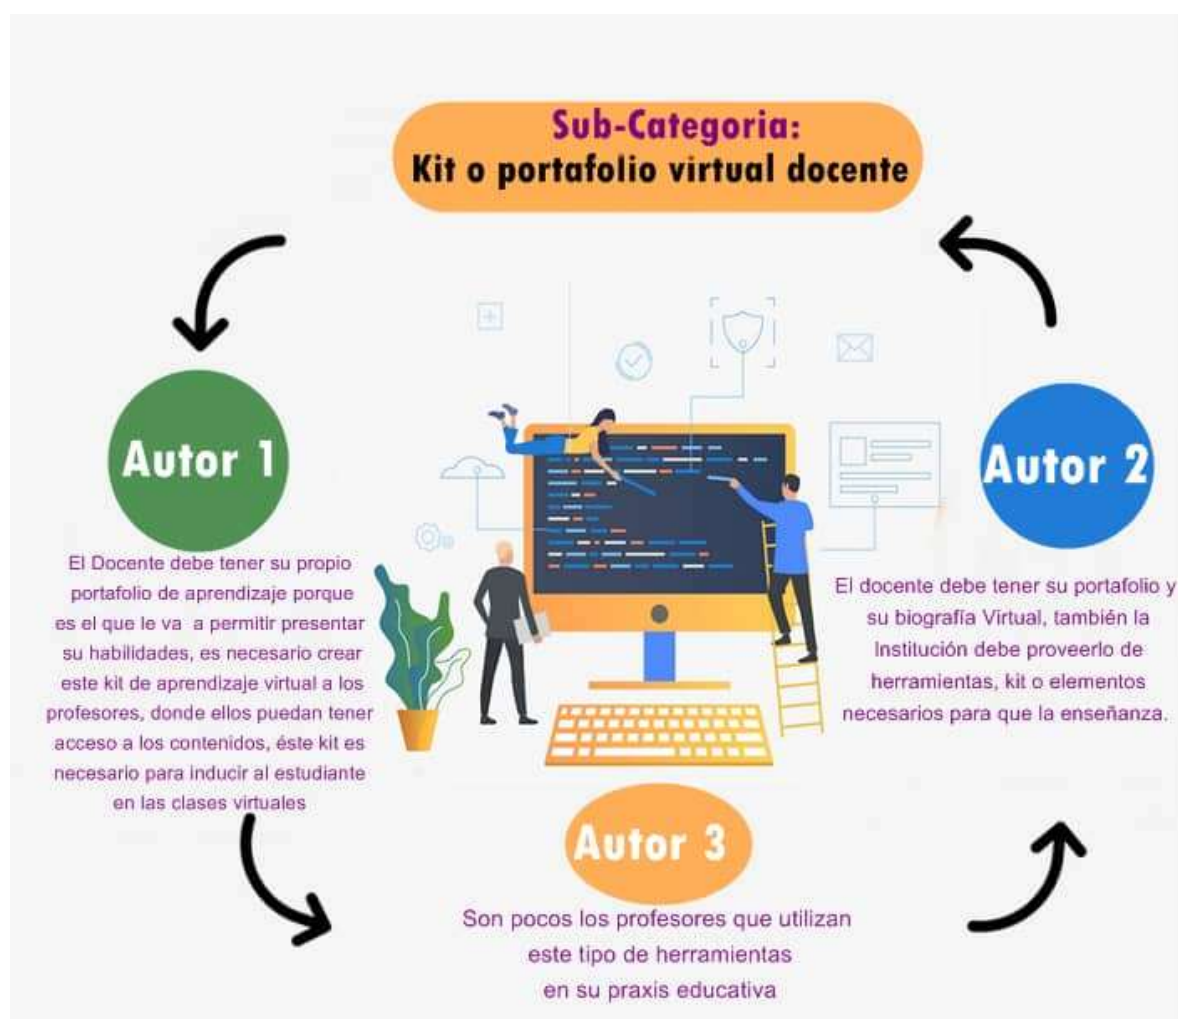 Sub-Categoria:
Kit o portafolio virtual docente
Autor 1
El Docente debe tener su propio
portafolio de aprendizaje porque
es el que le va a permitir presentar
su habilidades, es necesario crear
este kit de aprendizaje virtual a los
profesores, donde ellos puedan tener
acceso a los contenidos, éste kit es
necesario para inducir al estudiante
en las clases virtuales
Autor 2
El docente debe tener su portafolio y
su biografía Virtual, también la
Institución debe proveerlo de
herramientas, kit o elementos
necesarios para que la enseñanza.
Autor 3
Son pocos los profesores que utilizan
este tipo de herramientas
en su praxis educativa